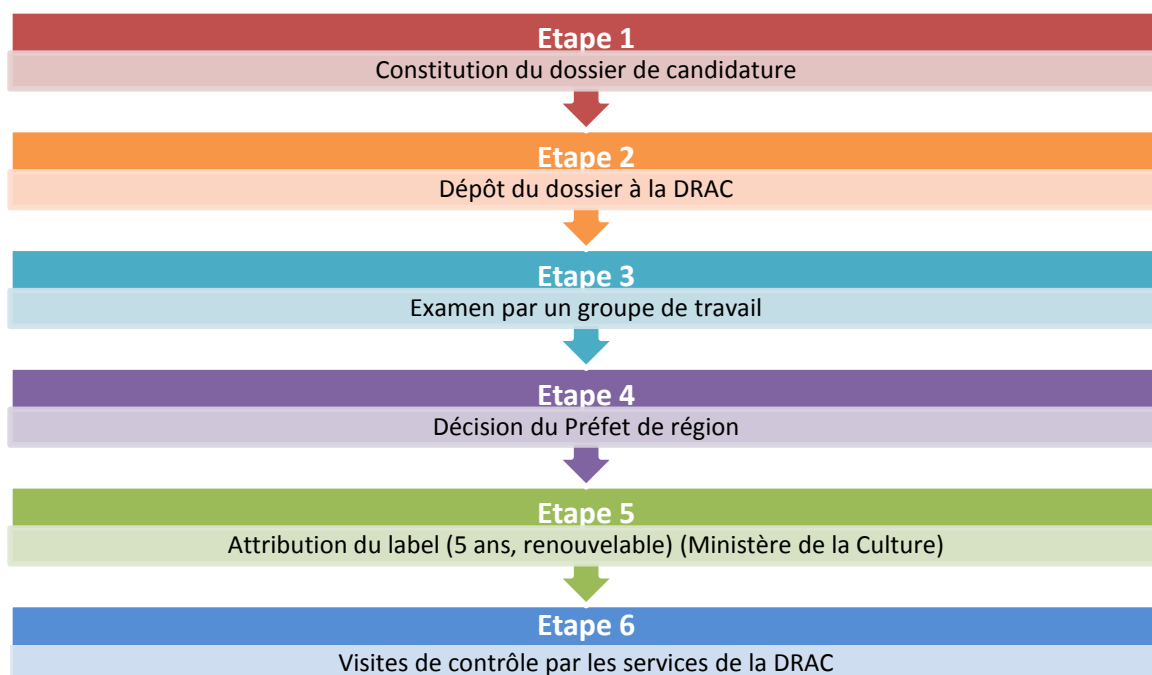 Etape 1
Constitution du dossier de candidature
Etape 2
Dépôt du dossier à la DRAC
Etape 3
Examen par un groupe de travail
Etape 4
Décision du Préfet de région
Etape 5
Attribution du label (5 ans, renouvelable) (Ministère de la Culture)
Etape 6
Visites de contrôle par les services de la DRAC